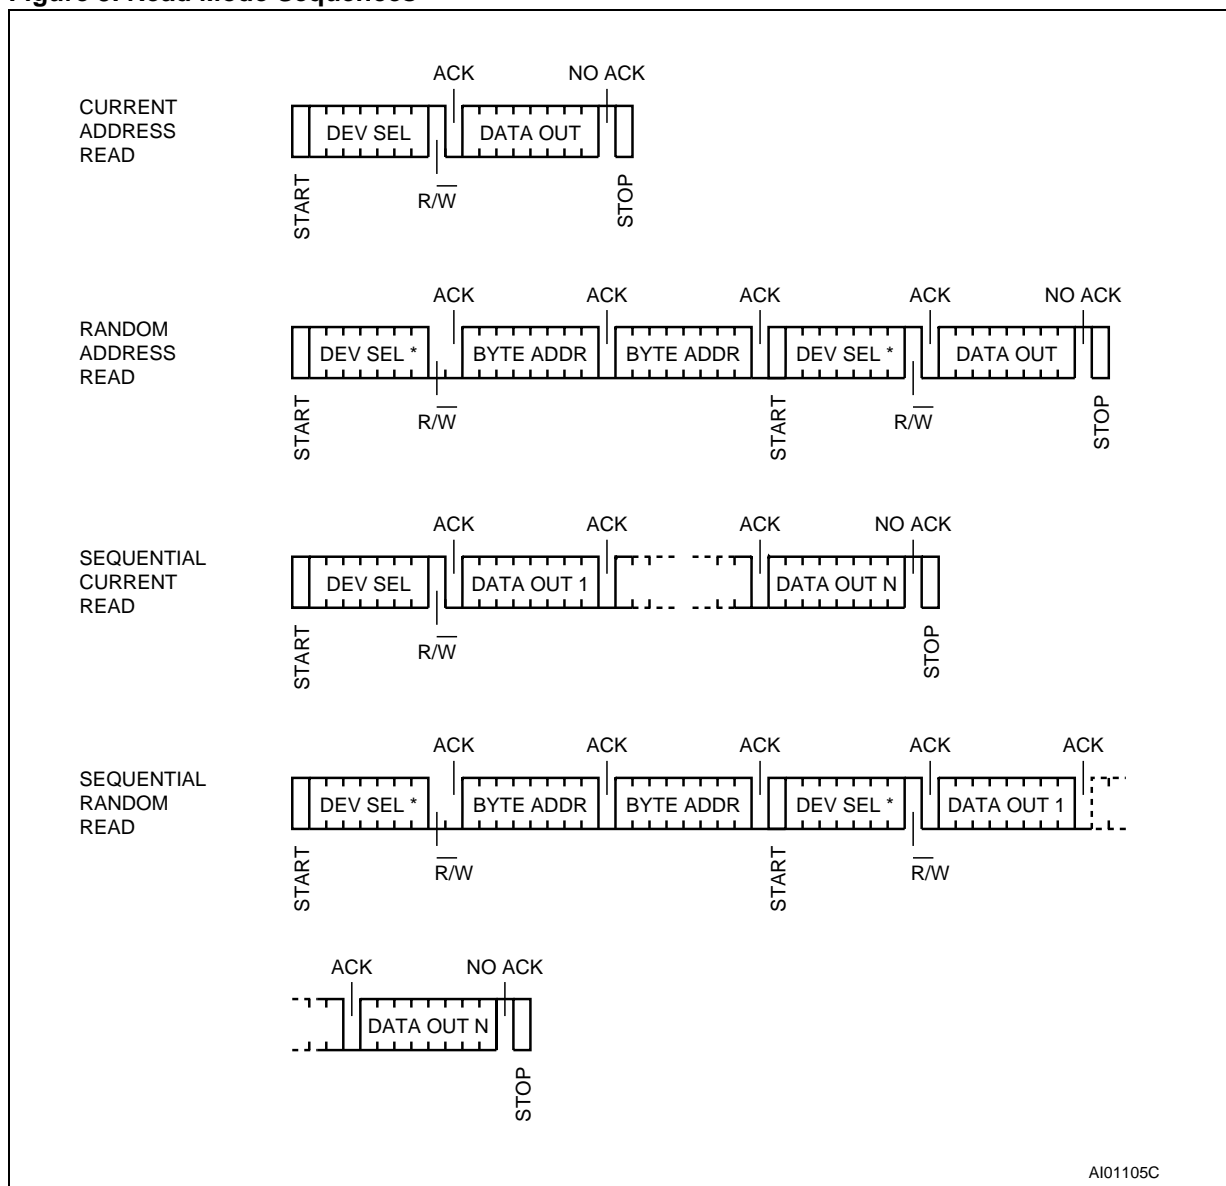 Figure 8. Read Mode Sequences
ACK NO ACK
CURRENT
ADDRESS
READ
DEV SEL DATA OUT
START R/W̅ STOP
ACK ACK ACK ACK NO ACK
RANDOM
ADDRESS
READ
DEV SEL * BYTE ADDR BYTE ADDR DEV SEL * DATA OUT
START R/W̅ START R/W̅ STOP
ACK ACK ACK NO ACK
SEQUENTIAL
CURRENT
READ
DEV SEL DATA OUT 1 DATA OUT N
START R/W̅ STOP
ACK ACK ACK ACK ACK
SEQUENTIAL
RANDOM
READ
DEV SEL * BYTE ADDR BYTE ADDR DEV SEL * DATA OUT 1
START R̅/̅W START R̅/̅W
ACK NO ACK
DATA OUT N
STOP
AI01105C